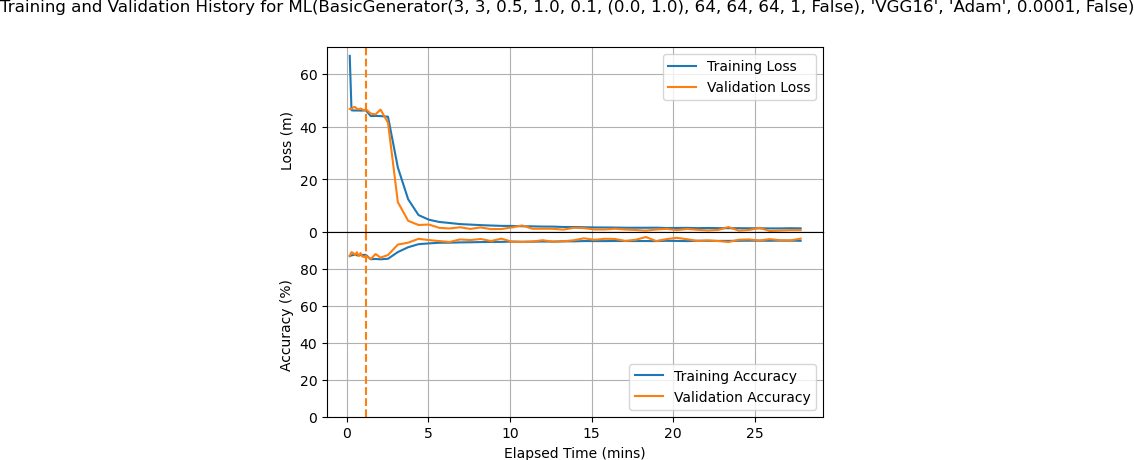 Training and Validation History for ML(BasicGenerator(3, 3, 0.5, 1.0, 0.1, (0.0, 1.0), 64, 64, 64, 1, False), 'VGG16', 'Adam', 0.0001, False)
Training Loss
Validation Loss
60
40
20
0
Loss (m)
80
60
40
20
0
Accuracy (%)
Training Accuracy
Validation Accuracy
0 5 10 15 20 25
Elapsed Time (mins)